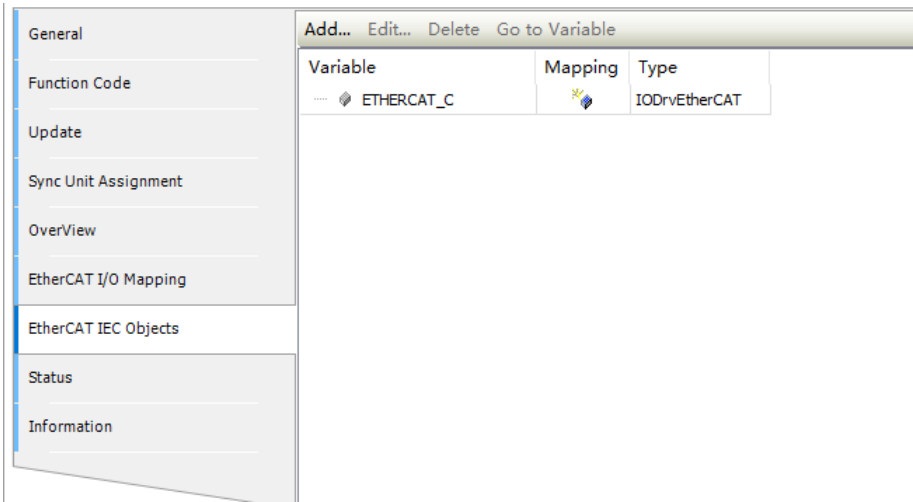 General
Function Code
Update
Sync Unit Assignment
OverView
EtherCAT I/O Mapping
EtherCAT IEC Objects
Status
Information
Add... Edit... Delete Go to Variable
Variable Mapping Type
ETHERCAT_C IODrvEtherCAT